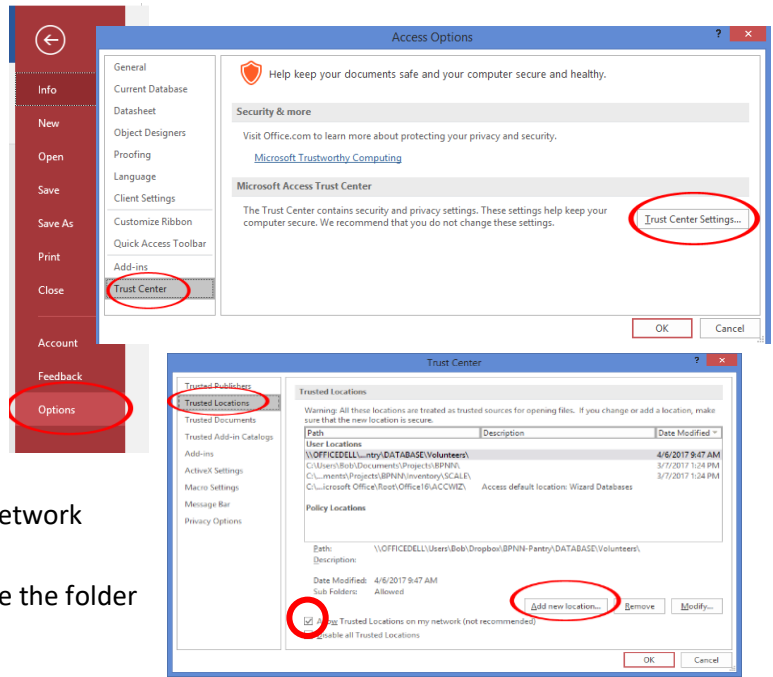 Info
New
Open
Save
Save As
Print
Close
Account
Feedback
Options
Access Options
?
×
General
Current Database
Datasheet
Object Designers
Proofing
Language
Client Settings
Customize Ribbon
Quick Access Toolbar
Add-ins
Trust Center
Help keep your documents safe and your computer secure and healthy.
Security & more
Visit Office.com to learn more about protecting your privacy and security.
Microsoft Trustworthy Computing
Microsoft Access Trust Center
The Trust Center contains security and privacy settings. These settings help keep your
computer secure. We recommend that you do not change these settings.
Trust Center Settings...
OK Cancel
Trust Center
?
×
Trusted Publishers
Trusted Locations
Trusted Documents
Trusted Add-in Catalogs
Add-ins
ActiveX Settings
Macro Settings
Message Bar
Privacy Options
Trusted Locations
Warning: All these locations are treated as trusted sources for opening files. If you change or add a location, make
sure that the new location is secure.
Path Description Date Modified
User Locations
\\OFFICEDELL\...ntry\DATABASE\Volunteers\ 4/6/2017 9:47 AM
C:\Users\Bob\Documents\Projects\BPNN\ 3/7/2017 1:24 PM
C:\...ments\Projects\BPNN\Inventory\SCALE\ 3/7/2017 1:24 PM
C:\...icrosoft Office\Root\Office16\ACCWIZ\ Access default location: Wizard Databases
Policy Locations
Path: \\OFFICEDELL\Users\Bob\Dropbox\BPNN-Pantry\DATABASE\Volunteers\
Description:
Date Modified: 4/6/2017 9:47 AM
Sub Folders: Allowed
Add new location... Remove Modify...
Allow Trusted Locations on my network (not recommended)
Disable all Trusted Locations
OK Cancel
etwork
e the folder